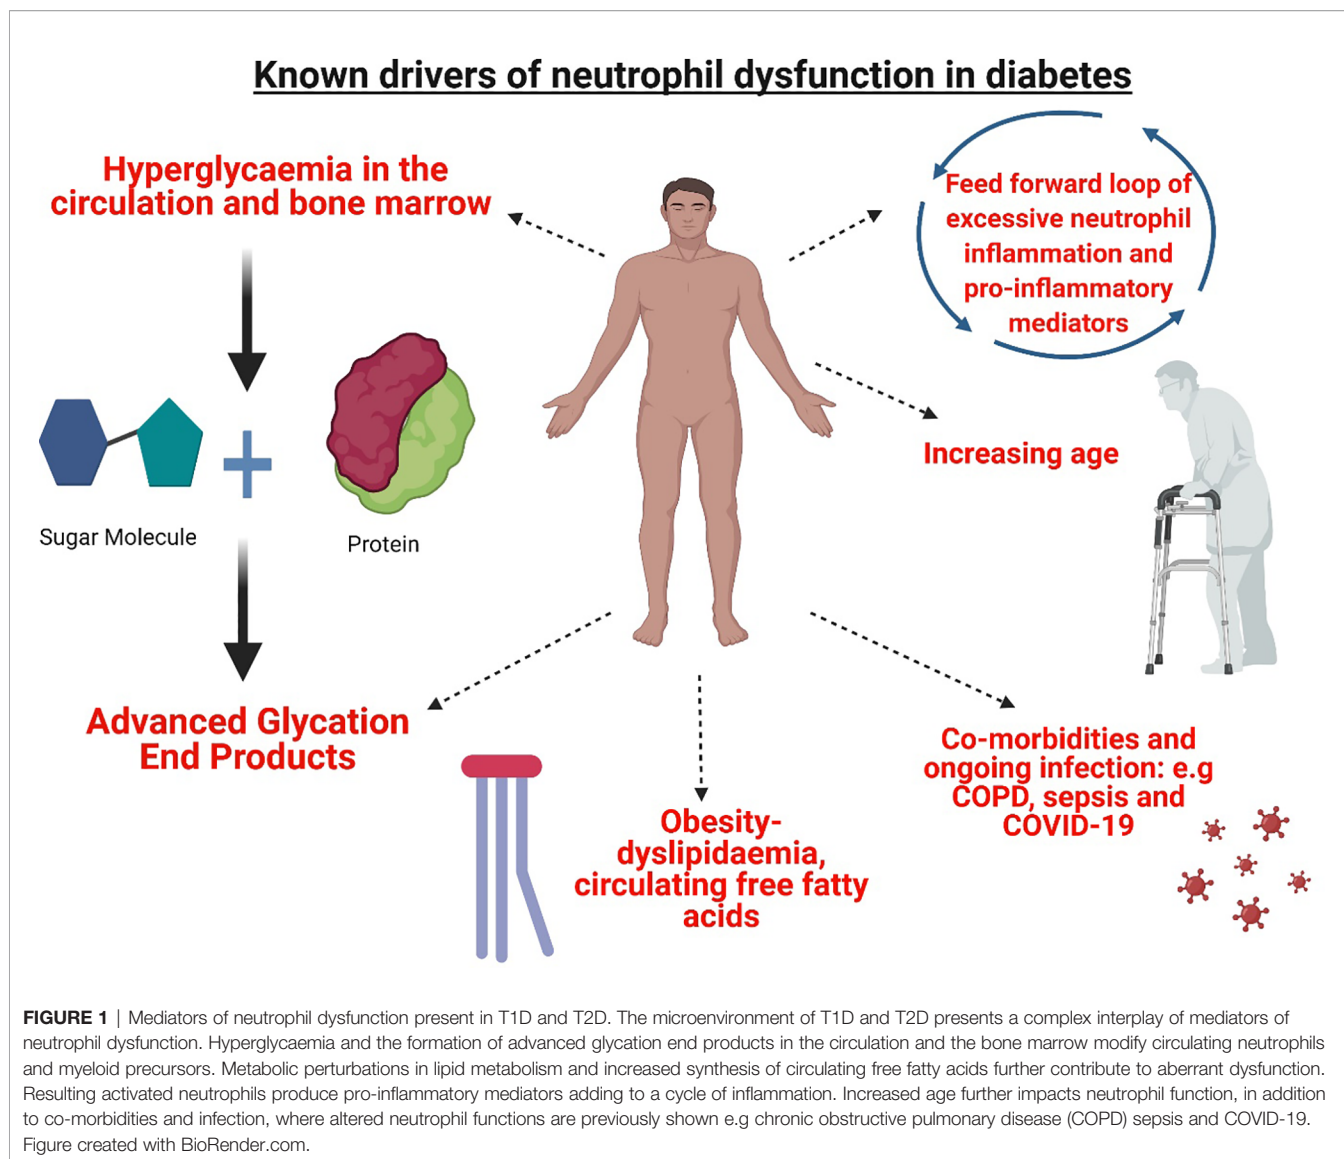 Known drivers of neutrophil dysfunction in diabetes
Hyperglycaemia in the
circulation and bone marrow
Feed forward loop of
excessive neutrophil
inflammation and
pro-inflammatory
mediators
Increasing age
Sugar Molecule
Protein
Advanced Glycation
End Products
Obesity-
dyslipidaemia,
circulating free fatty
acids
Co-morbidities and
ongoing infection: e.g
COPD, sepsis and
COVID-19
FIGURE 1 | Mediators of neutrophil dysfunction present in T1D and T2D. The microenvironment of T1D and T2D presents a complex interplay of mediators of
neutrophil dysfunction. Hyperglycaemia and the formation of advanced glycation end products in the circulation and the bone marrow modify circulating neutrophils
and myeloid precursors. Metabolic perturbations in lipid metabolism and increased synthesis of circulating free fatty acids further contribute to aberrant dysfunction.
Resulting activated neutrophils produce pro-inflammatory mediators adding to a cycle of inflammation. Increased age further impacts neutrophil function, in addition
to co-morbidities and infection, where altered neutrophil functions are previously shown e.g chronic obstructive pulmonary disease (COPD) sepsis and COVID-19.
Figure created with BioRender.com.